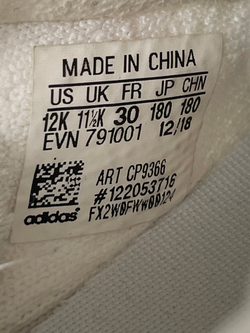 MADE IN CHINA
US UK FR JP CHN
12K 11½K 30 180 180
EVN 791001 12/18
ART CP9366
#122053716
adidas